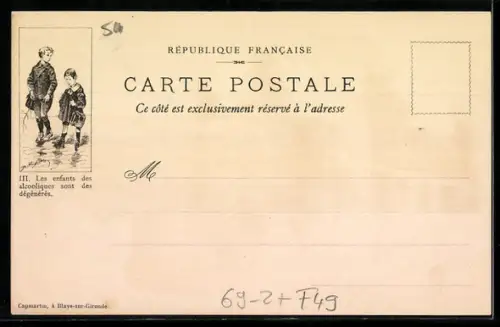 54
RÉPUBLIQUE FRANÇAISE
CARTE POSTALE
Ce côté est exclusivement réservé à l'adresse
M
III. Les enfants des
alcooliques sont des
dégénérés.
Capmartin, à Blaye-sur-Gironde
69-2+ F49